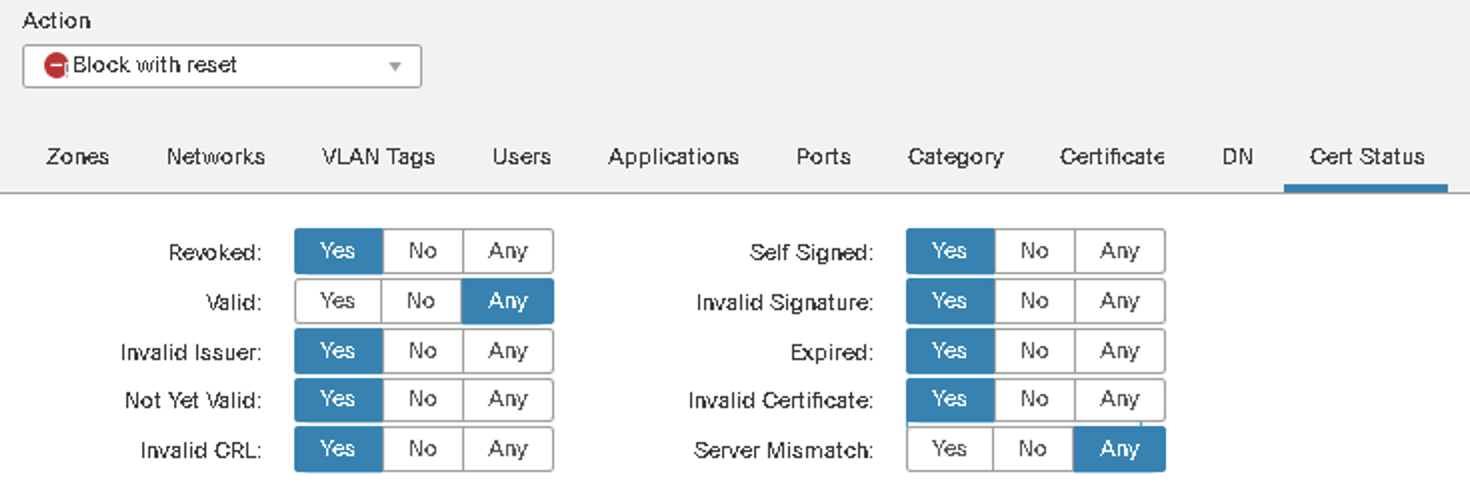 Action
Block with reset
Zones Networks VLAN Tags Users Applications Ports Category Certificate DN Cert Status
Revoked: Yes No Any Self Signed: Yes No Any
Valid: Yes No Any Invalid Signature: Yes No Any
Invalid Issuer: Yes No Any Expired: Yes No Any
Not Yet Valid: Yes No Any Invalid Certificate: Yes No Any
Invalid CRL: Yes No Any Server Mismatch: Yes No Any